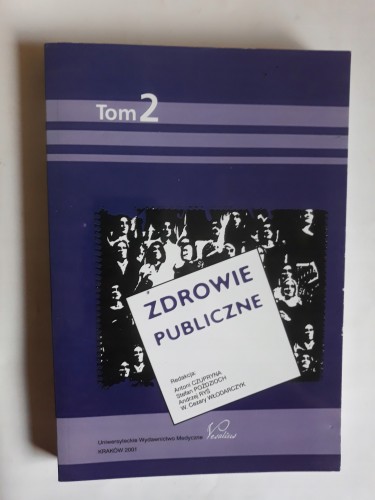 Tom 2
ZDROWIE
PUBLICZNE
Redakcja:
Antoni CZUPRYNA
Stefan POŹDZIOCH
Andrzej RYŚ
W. Cezary WŁODARCZYK
Uniwersyteckie Wydawnictwo Medyczne Vesalius
KRAKÓW 2001